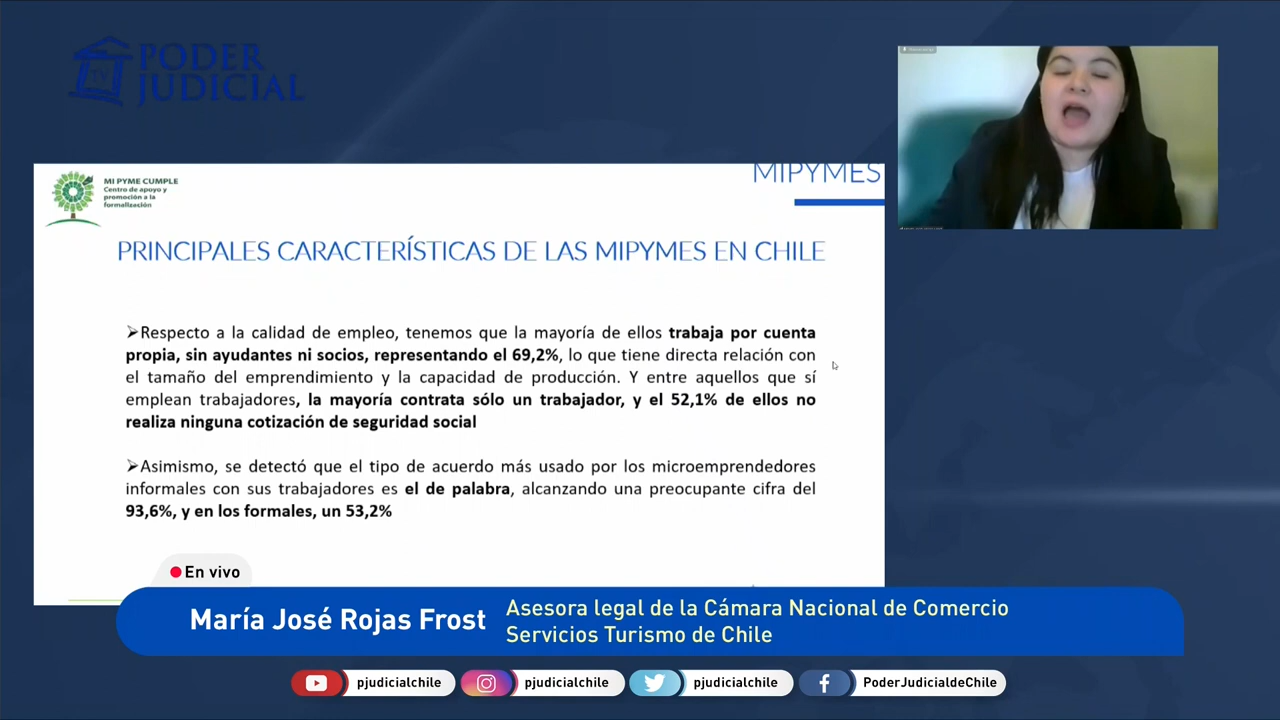 PODER
JUDICIAL
TV
MIPYMES
MI PYME CUMPLE
Centro de apoyo y
promoción a la
formalización
PRINCIPALES CARACTERÍSTICAS DE LAS MIPYMES EN CHILE
➢Respecto a la calidad de empleo, tenemos que la mayoría de ellos trabaja por cuenta
propia, sin ayudantes ni socios, representando el 69,2%, lo que tiene directa relación con
el tamaño del emprendimiento y la capacidad de producción. Y entre aquellos que sí
emplean trabajadores, la mayoría contrata sólo un trabajador, y el 52,1% de ellos no
realiza ninguna cotización de seguridad social
➢Asimismo, se detectó que el tipo de acuerdo más usado por los microemprendedores
informales con sus trabajadores es el de palabra, alcanzando una preocupante cifra del
93,6%, y en los formales, un 53,2%
En vivo
María José Rojas Frost
Asesora legal de la Cámara Nacional de Comercio
Servicios Turismo de Chile
pjudicialchile
pjudicialchile
pjudicialchile
PoderJudicialdeChile